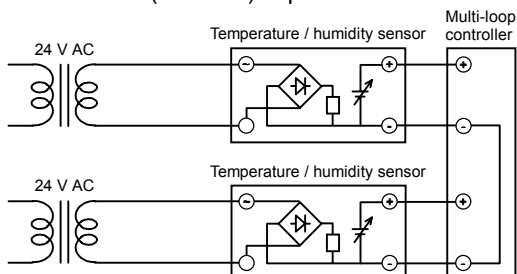 Multi-loop
controller
Temperature / humidity sensor
24 V AC
~
+
+
-
-
Temperature / humidity sensor
24 V AC
~
+
+
-
-